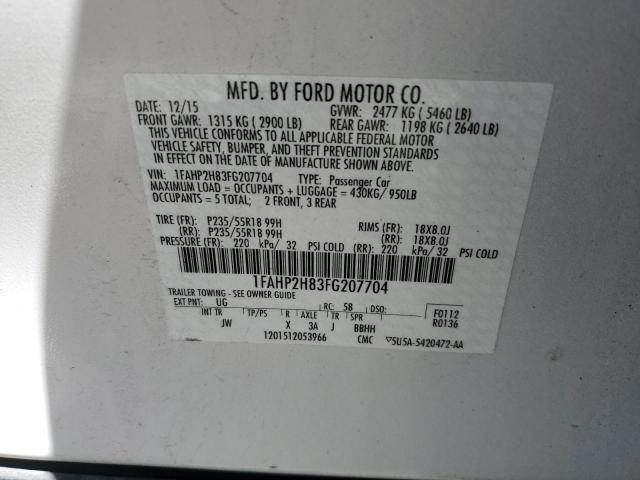 MFD. BY FORD MOTOR CO.
DATE: 12/15 GVWR: 2477 KG ( 5460 LB)
FRONT GAWR: 1315 KG ( 2900 LB) REAR GAWR: 1198 KG ( 2640 LB)
THIS VEHICLE CONFORMS TO ALL APPLICABLE FEDERAL MOTOR
VEHICLE SAFETY, BUMPER, AND THEFT PREVENTION STANDARDS
IN EFFECT ON THE DATE OF MANUFACTURE SHOWN ABOVE.
VIN: 1FAHP2H83FG207704 TYPE: Passenger Car
MAXIMUM LOAD = OCCUPANTS + LUGGAGE = 430KG/ 950LB
OCCUPANTS = 5 TOTAL; 2 FRONT, 3 REAR
TIRE (FR): P235/55R18 99H RIMS (FR): 18X8.0J
(RR): P235/55R18 99H (RR): 18X8.0J
PRESSURE (FR): 220 kPa/ 32 PSI COLD (RR): 220 kPa/ 32 PSI COLD
1FAHP2H83FG207704
TRAILER TOWING - SEE OWNER GUIDE
EXT PNT: UG RC: 5B DSO: F0112
INT TR TP/PS R AXLE TR SPR R0136
JW X 3A J BBHH
1201512053966 CMC ▽5U5A-5420472-AA